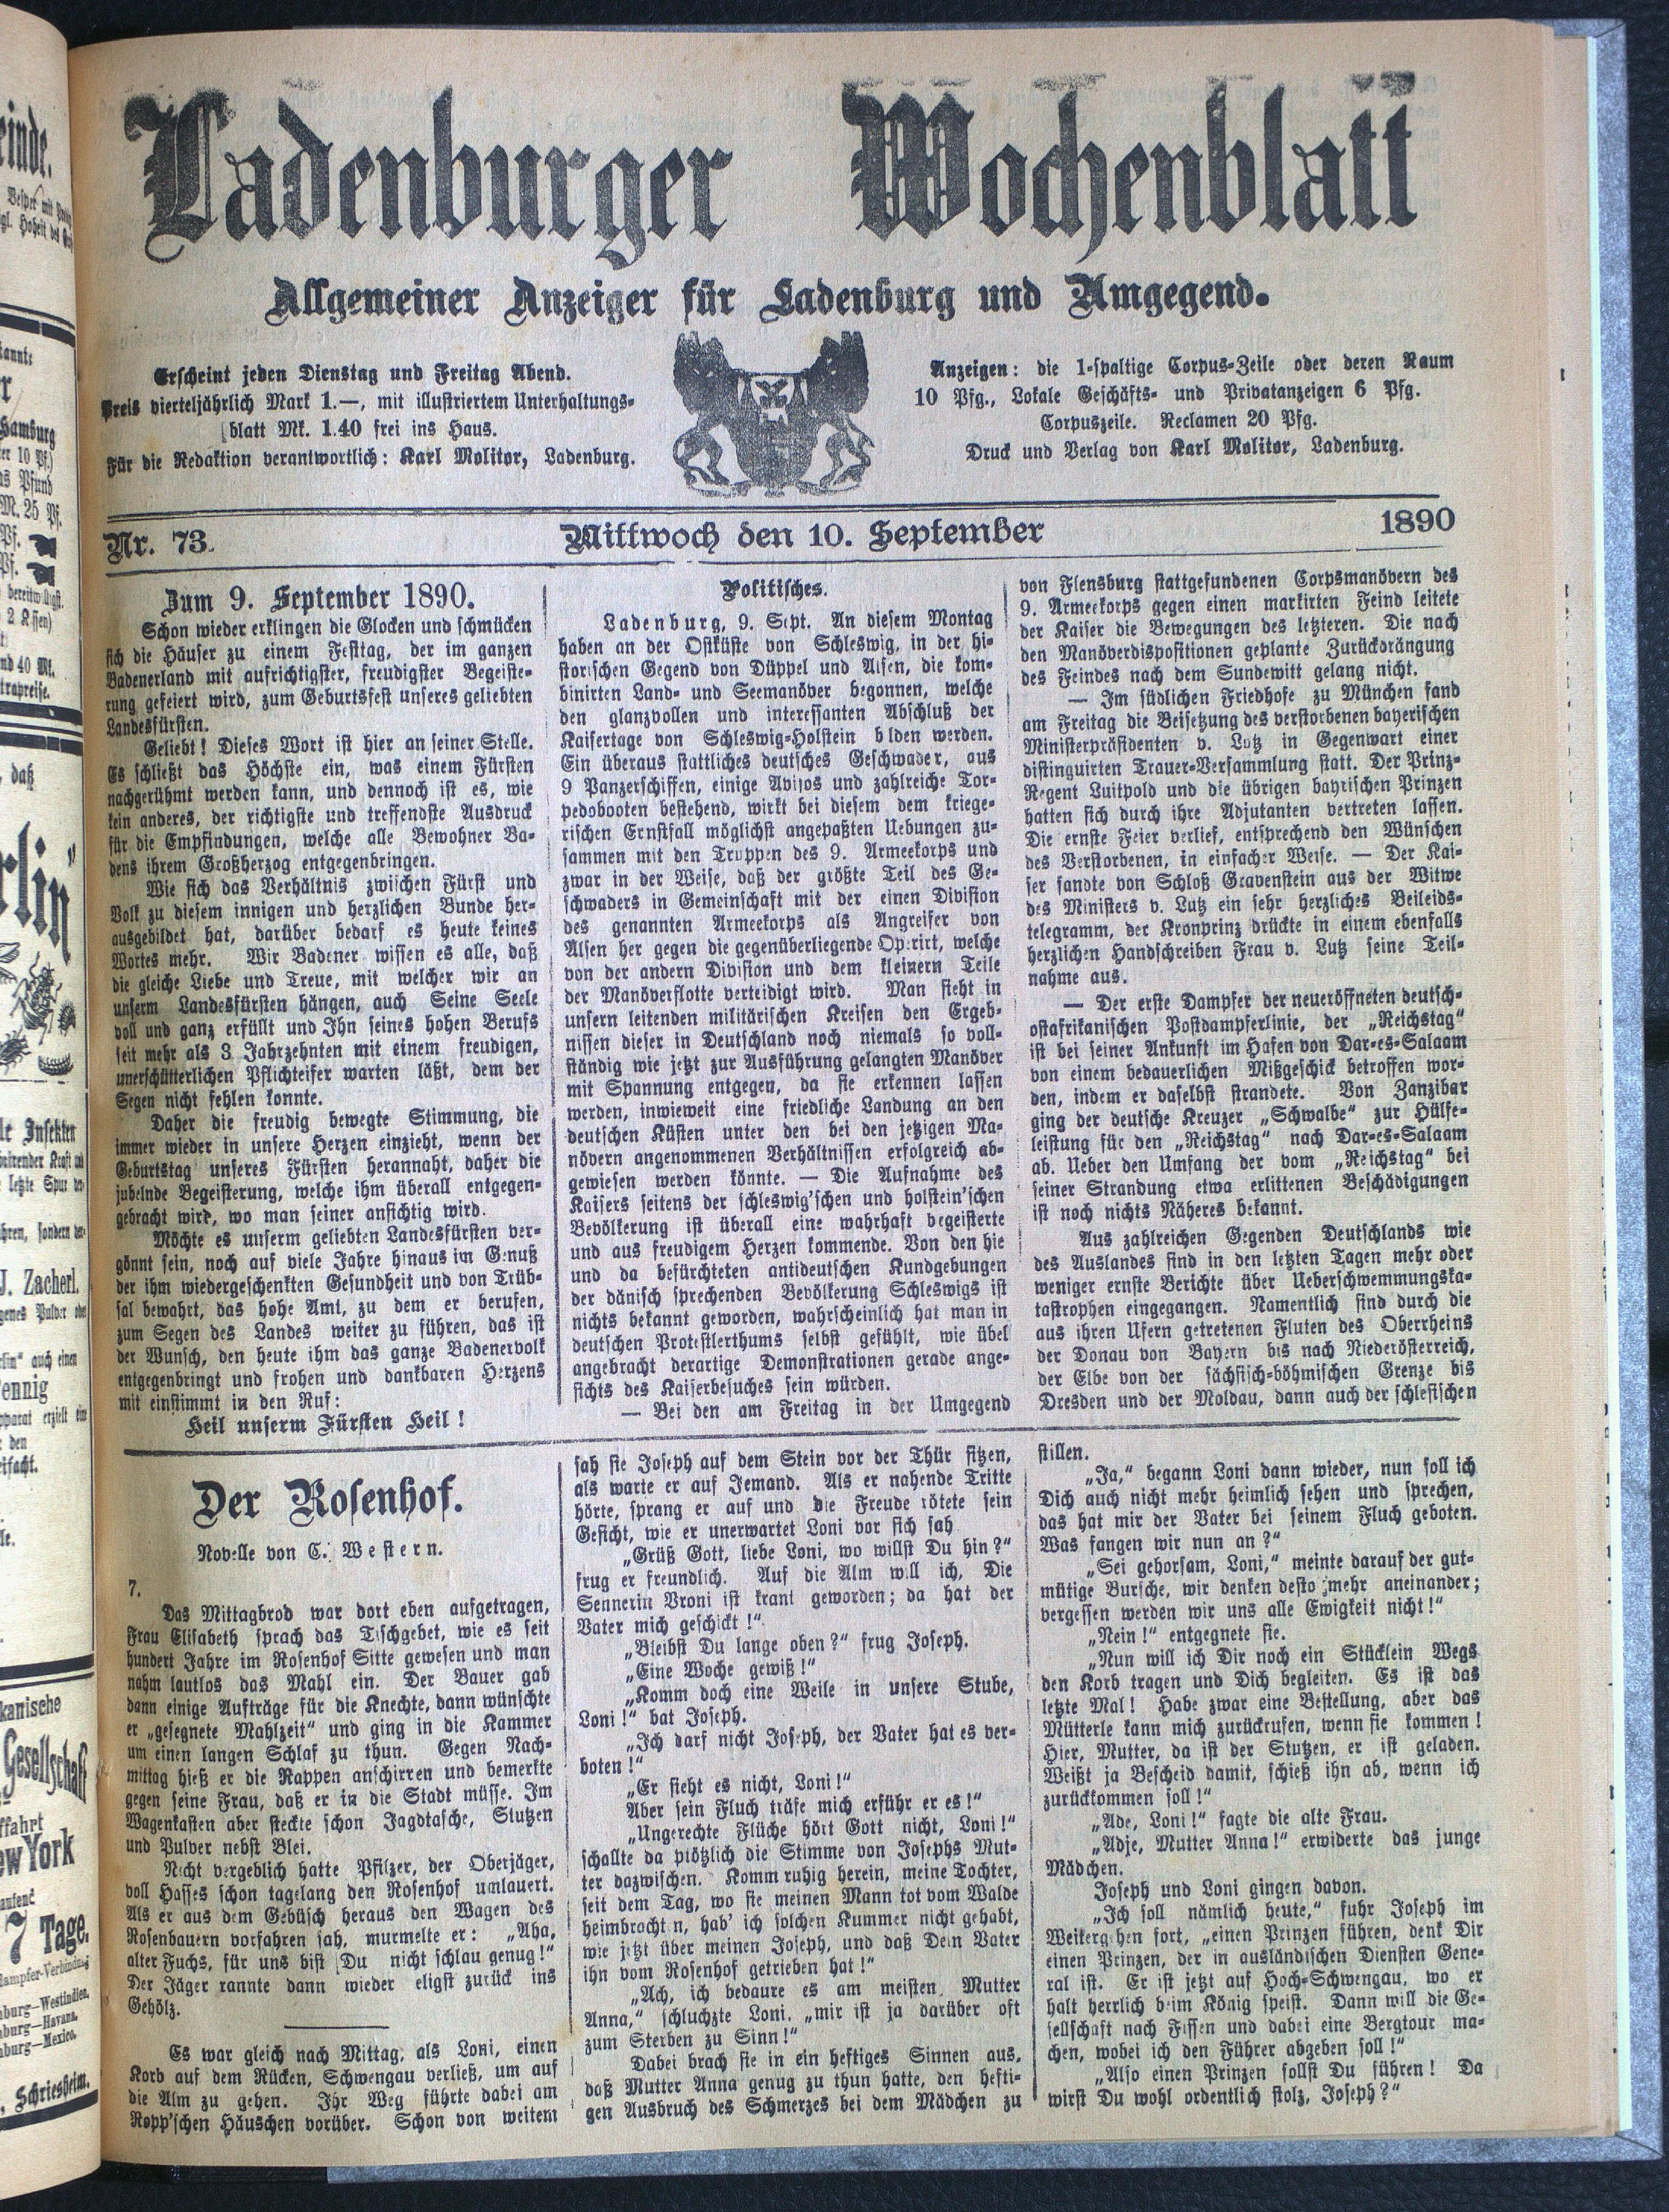 Ladenburger Wochenblatt
Allgemeiner Anzeiger für Ladenburg und Umgegend.
Erscheint jeden Dienstag und Freitag Abend.
Preis vierteljährlich Mark 1.—, mit illustriertem Unterhaltungs-
blatt Mk. 1.40 frei ins Haus.
Für die Redaktion verantwortlich: Karl Molitor, Ladenburg.
Anzeigen: die 1-spaltige Corpus-Zeile oder deren Raum
10 Pfg., Lokale Geschäfts- und Privatanzeigen 6 Pfg.
Corpuszeile. Reclamen 20 Pfg.
Druck und Verlag von Karl Molitor, Ladenburg.
Nr. 73. Mittwoch den 10. September 1890
Zum 9. September 1890.
Schon wieder erklingen die Glocken und schmücken
sich die Häuser zu einem Festtag, der im ganzen
Badenerland mit aufrichtigster, freudigster Begeiste-
rung gefeiert wird, zum Geburtsfest unseres geliebten
Landesfürsten.
Geliebt! Dieses Wort ist hier an seiner Stelle.
Es schließt das Höchste ein, was einem Fürsten
nachgerühmt werden kann, und dennoch ist es, wie
kein anderes, der richtigste und treffendste Ausdruck
für die Empfindungen, welche alle Bewohner Ba-
dens ihrem Großherzog entgegenbringen.
Wie sich das Verhältnis zwischen Fürst und
Volk zu diesem innigen und herzlichen Bunde her-
ausgebildet hat, darüber bedarf es heute keines
Wortes mehr. Wir Badener wissen es alle, daß
die gleiche Liebe und Treue, mit welcher wir an
unserm Landesfürsten hängen, auch Seine Seele
voll und ganz erfüllt und Ihn seines hohen Berufs
seit mehr als 3 Jahrzehnten mit einem freudigen,
unerschütterlichen Pflichteifer warten läßt, dem der
Segen nicht fehlen konnte.
Daher die freudig bewegte Stimmung, die
immer wieder in unsere Herzen einzieht, wenn der
Geburtstag unseres Fürsten herannaht, daher die
jubelnde Begeisterung, welche ihm überall entgegen-
gebracht wird, wo man seiner ansichtig wird.
Möchte es unserm geliebten Landesfürsten ver-
gönnt sein, noch auf viele Jahre hinaus im Genuß
der ihm wiedergeschenkten Gesundheit und von Trüb-
sal bewahrt, das hohe Amt, zu dem er berufen,
zum Segen des Landes weiter zu führen, das ist
der Wunsch, den heute ihm das ganze Badenervolk
entgegenbringt und frohen und dankbaren Herzens
mit einstimmt in den Ruf:
Heil unserm Fürsten Heil!
Politisches.
Ladenburg, 9. Sept. An diesem Montag
haben an der Ostküste von Schleswig, in der hi-
storischen Gegend von Düppel und Alsen, die kom-
binirten Land- und Seemanöver begonnen, welche
den glanzvollen und interessanten Abschluß der
Kaisertage von Schleswig-Holstein b lden werden.
Ein überaus stattliches deutsches Geschwader, aus
9 Panzerschiffen, einige Avisos und zahlreiche Tor-
pedobooten bestehend, wirkt bei diesem dem kriege-
rischen Ernstfall möglichst angepaßten Uebungen zu-
sammen mit den Truppen des 9. Armeekorps und
zwar in der Weise, daß der größte Teil des Ge-
schwaders in Gemeinschaft mit der einen Division
des genannten Armeekorps als Angreifer von
Alsen her gegen die gegenüberliegende Operirt, welche
von der andern Division und dem kleinern Teile
der Manöverflotte verteidigt wird. Man sieht in
unsern leitenden militärischen Kreisen den Ergeb-
nissen dieser in Deutschland noch niemals so voll-
ständig wie jetzt zur Ausführung gelangten Manöver
mit Spannung entgegen, da sie erkennen lassen
werden, inwieweit eine friedliche Landung an den
deutschen Küsten unter den bei den jetzigen Ma-
növern angenommenen Verhältnissen erfolgreich ab-
gewiesen werden könnte. — Die Aufnahme des
Kaisers seitens der schleswig'schen und holstein'schen
Bevölkerung ist überall eine wahrhaft begeisterte
und aus freudigem Herzen kommende. Von den hie
und da befürchteten antideutschen Kundgebungen
der dänisch sprechenden Bevölkerung Schleswigs ist
nichts bekannt geworden, wahrscheinlich hat man in
deutschen Protestlerthums selbst gefühlt, wie übel
angebracht derartige Demonstrationen gerade ange-
sichts des Kaiserbesuches sein würden.
— Bei den am Freitag in der Umgegend
von Flensburg stattgefundenen Corpsmanövern des
9. Armeekorps gegen einen markirten Feind leitete
der Kaiser die Bewegungen des letzteren. Die nach
den Manöverdispositionen geplante Zurückdrängung
des Feindes nach dem Sundewitt gelang nicht.
— Im südlichen Friedhofe zu München fand
am Freitag die Beisetzung des verstorbenen bayerischen
Ministerpräsidenten v. Lutz in Gegenwart einer
distinguirten Trauer-Versammlung statt. Der Prinz-
Regent Luitpold und die übrigen bayrischen Prinzen
hatten sich durch ihre Adjutanten vertreten lassen.
Die ernste Feier verlief, entsprechend den Wünschen
des Verstorbenen, in einfacher Weise. — Der Kai-
ser sandte von Schloß Gravenstein aus der Witwe
des Ministers v. Lutz ein sehr herzliches Beileids-
telegramm, der Kronprinz drückte in einem ebenfalls
herzlichen Handschreiben Frau v. Lutz seine Teil-
nahme aus.
— Der erste Dampfer der neueröffneten deutsch-
ostafrikanischen Postdampferlinie, der „Reichstag“
ist bei seiner Ankunft im Hafen von Dar-es-Salaam
von einem bedauerlichen Mißgeschick betroffen wor-
den, indem er daselbst strandete. Von Zanzibar
ging der deutsche Kreuzer „Schwalbe“ zur Hülfe-
leistung für den „Reichstag“ nach Dar-es-Salaam
ab. Ueber den Umfang der vom „Reichstag“ bei
seiner Strandung etwa erlittenen Beschädigungen
ist noch nichts Näheres bekannt.
Aus zahlreichen Gegenden Deutschlands wie
des Auslandes sind in den letzten Tagen mehr oder
weniger ernste Berichte über Ueberschwemmungska-
tastrophen eingegangen. Namentlich sind durch die
aus ihren Ufern getretenen Fluten des Oberrheins
der Donau von Bayern bis nach Niederösterreich,
der Elbe von der sächsisch-böhmischen Grenze bis
Dresden und der Moldau, dann auch der schlesischen
Der Rosenhof.
Novelle von C. Western.
7.
Das Mittagbrod war dort eben aufgetragen,
Frau Elisabeth sprach das Tischgebet, wie es seit
hundert Jahre im Rosenhof Sitte gewesen und man
nahm lautlos das Mahl ein. Der Bauer gab
dann einige Aufträge für die Knechte, dann wünschte
er „gesegnete Mahlzeit“ und ging in die Kammer
um einen langen Schlaf zu thun. Gegen Nach-
mittag hieß er die Rappen anschirren und bemerkte
gegen seine Frau, daß er in die Stadt müsse. Im
Wagenkasten aber steckte schon Jagdtasche, Stutzen
und Pulver nebst Blei.
Nicht vergeblich hatte Pfilzer, der Oberjäger,
voll Hasses schon tagelang den Rosenhof umlauert.
Als er aus dem Gebüsch heraus den Wagen des
Rosenbauern vorfahren sah, murmelte er: „Aha,
alter Fuchs, für uns bist Du nicht schlau genug!“
Der Jäger rannte dann wieder eligst zurück ins
Gehölz.
Es war gleich nach Mittag, als Loni, einen
Korb auf dem Rücken, Schwengau verließ, um auf
die Alm zu gehen. Ihr Weg führte dabei am
Ropp'schen Häuschen vorüber. Schon von weitem
sah sie Joseph auf dem Stein vor der Thür sitzen,
als warte er auf Jemand. Als er nahende Tritte
hörte, sprang er auf und die Freude rötete sein
Gesicht, wie er unerwartet Loni vor sich sah
„Grüß Gott, liebe Loni, wo willst Du hin?“
frug er freundlich. Auf die Alm will ich, Die
Sennerin Vroni ist krank geworden; da hat der
Vater mich geschickt!“
„Bleibst Du lange oben?“ frug Joseph.
„Eine Woche gewiß!“
„Komm doch eine Weile in unsere Stube,
Loni!“ bat Joseph.
„Ich darf nicht Joseph, der Vater hat es ver-
boten!“
„Er sieht es nicht, Loni!“
Aber sein Fluch träfe mich erführ er es!“
„Ungerechte Flüche hört Gott nicht, Loni!“
schallte da plötzlich die Stimme von Josephs Mut-
ter dazwischen. Komm ruhig herein, meine Tochter,
seit dem Tag, wo sie meinen Mann tot vom Walde
heimbracht n, hab' ich solchen Kummer nicht gehabt,
wie jetzt über meinen Joseph, und daß Dein Vater
ihn vom Rosenhof getrieben hat!“
„Ach, ich bedaure es am meisten, Mutter
Anna,“ schluchzte Loni, „mir ist ja darüber oft
zum Sterben zu Sinn!“
Dabei brach sie in ein heftiges Sinnen aus,
daß Mutter Anna genug zu thun hatte, den hefti-
gen Ausbruch des Schmerzes bei dem Mädchen zu
stillen.
„Ja,“ begann Loni dann wieder, nun soll ich
Dich auch nicht mehr heimlich sehen und sprechen,
das hat mir der Vater bei seinem Fluch geboten.
Was fangen wir nun an?“
„Sei gehorsam, Loni,“ meinte darauf der gut-
mütige Bursche, wir denken desto mehr aneinander;
vergessen werden wir uns alle Ewigkeit nicht!“
„Nein!“ entgegnete sie.
„Nun will ich Dir noch ein Stücklein Wegs
den Korb tragen und Dich begleiten. Es ist das
letzte Mal! Habe zwar eine Bestellung, aber das
Mütterle kann mich zurückrufen, wenn sie kommen!
Hier, Mutter, da ist der Stutzen, er ist geladen.
Weißt ja Bescheid damit, schieß ihn ab, wenn ich
zurückkommen soll!“
„Ade, Loni!“ sagte die alte Frau.
„Adje, Mutter Anna!“ erwiderte das junge
Mädchen.
Joseph und Loni gingen davon.
„Ich soll nämlich heute,“ fuhr Joseph im
Weitergehen fort, „einen Prinzen führen, denk Dir
einen Prinzen, der in ausländischen Diensten Gene-
ral ist. Er ist jetzt auf Hoch-Schwengau, wo er
halt herrlich beim König speist. Dann will die Ge-
sellschaft nach Füssen und dabei eine Bergtour ma-
chen, wobei ich den Führer abgeben soll!“
„Also einen Prinzen sollst Du führen! Da
wirst Du wohl ordentlich stolz, Joseph?“